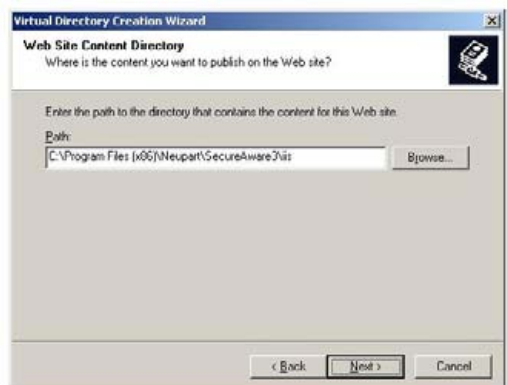 Virtual Directory Creation Wizard
Web Site Content Directory
Where is the content you want to publish on the Web site?
Enter the path to the directory that contains the content for this Web site.
Path:
C:\Program Files (x86)\Neupart\SecureAware3\iis
Browse...
< Back
Next >
Cancel